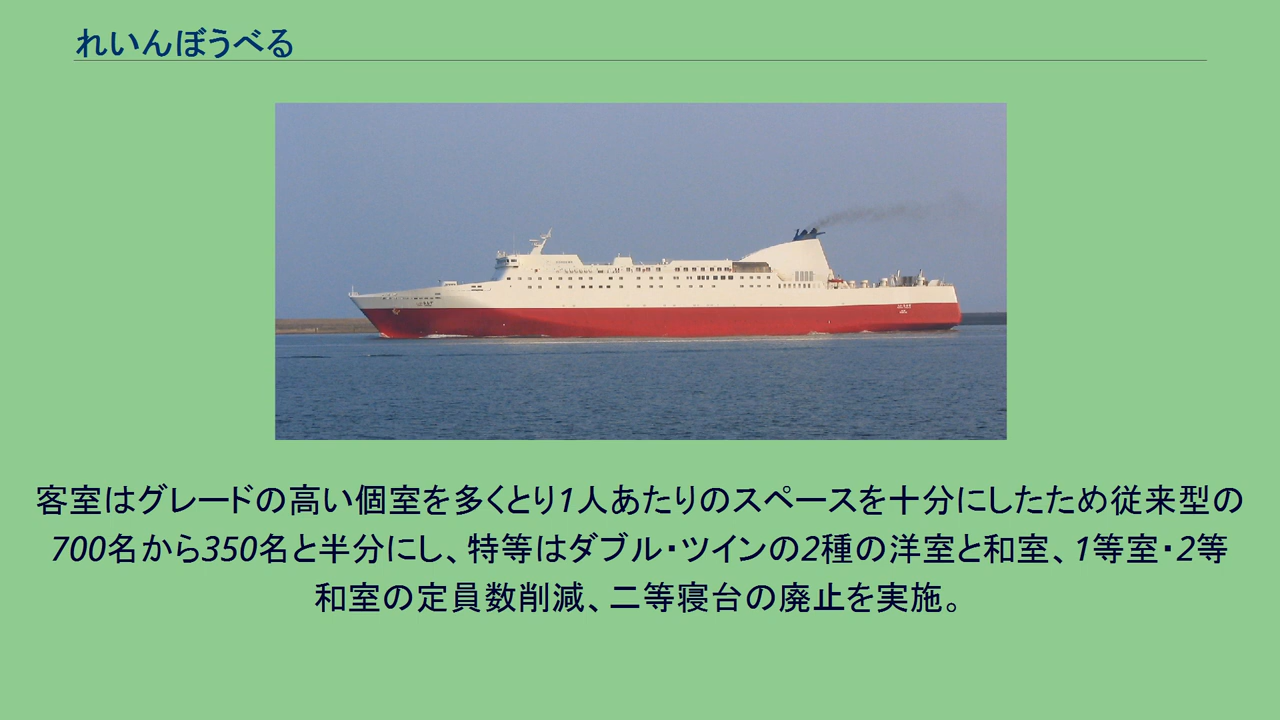 れいんぼうべる
客室はグレードの高い個室を多くとり1人あたりのスペースを十分にしたため従来型の
700名から350名と半分にし、特等はダブル・ツインの2種の洋室と和室、1等室・2等
和室の定員数削減、二等寝台の廃止を実施。